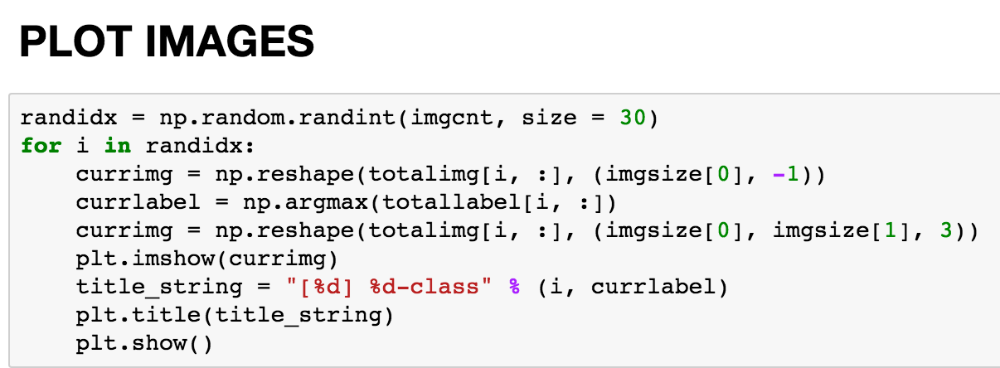 PLOT IMAGES
randidx = np.random.randint(imgcnt, size = 30)
for i in randidx:
    currimg = np.reshape(totalimg[i, :], (imgsize[0], -1))
    currlabel = np.argmax(totallabel[i, :])
    currimg = np.reshape(totalimg[i, :], (imgsize[0], imgsize[1], 3))
    plt.imshow(currimg)
    title_string = "[%d] %d-class" % (i, currlabel)
    plt.title(title_string)
    plt.show()